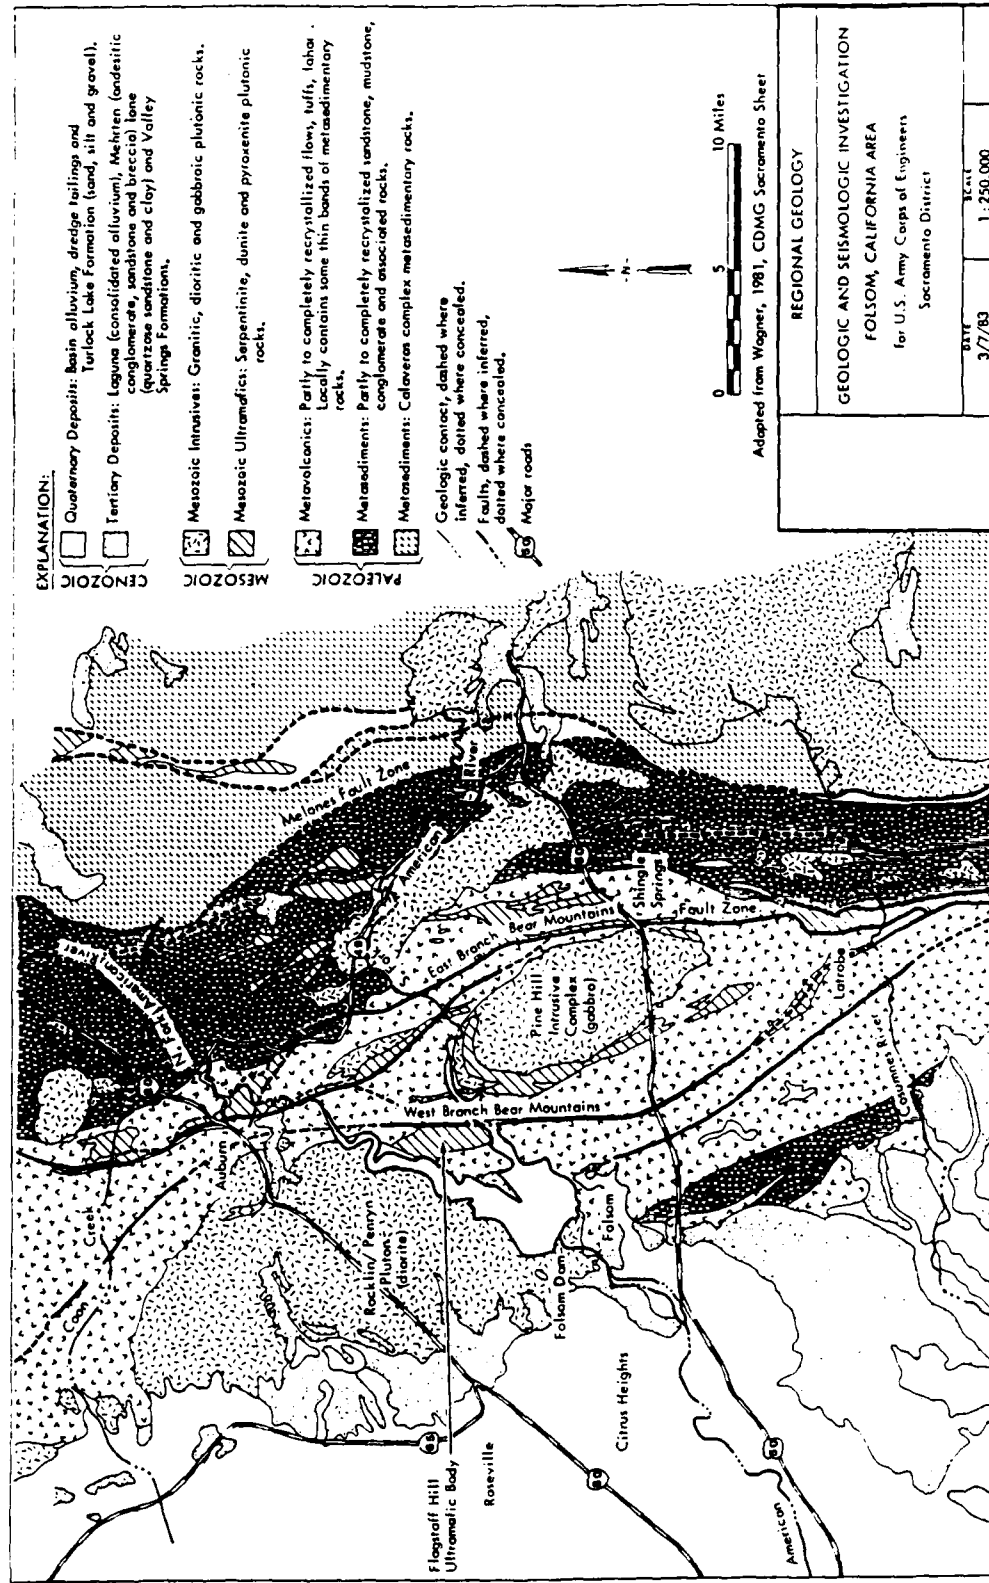 EXPLANATION:
CENOZOIC
Quaternary Deposits: Basin alluvium, dredge tailings and
Turlock Lake Formation (sand, silt and gravel).
Tertiary Deposits: Laguna (consolidated alluvium), Mehrten (andesitic
conglomerate, sandstone and breccia) Ione
(quartzose sandstone and clay) and Valley
Springs Formations.
MESOZOIC
Mesozoic Intrusives: Granitic, dioritic and gabbroic plutonic rocks.
Mesozoic Ultramafics: Serpentinite, dunite and pyroxenite plutonic
rocks.
PALEOZOIC
Metavolcanics: Partly to completely recrystallized flows, tuffs, lahar.
Locally contains some thin bands of metasedimentary
rocks.
Metasediments: Partly to completely recrystalized sandstone, mudstone,
conglomerate and associated rocks.
Metasediments: Calaveras complex metasedimentary rocks.
Geologic contact, dashed where
inferred, dotted where concealed.
Faults, dashed where inferred,
dotted where concealed.
50 Major roads
-N-
0 5 10 Miles
Adapted from Wagner, 1981, CDMG Sacramento Sheet
REGIONAL GEOLOGY
GEOLOGIC AND SEISMOLOGIC INVESTIGATION
FOLSOM, CALIFORNIA AREA
for U.S. Army Corps of Engineers
Sacramento District
DATE
3/7/83
SCALE
1:250,000
Melones Fault Zone
N. Fork American River
American
River
49
80
Coon
Creek
Auburn
East Branch Bear Mountains
Fault Zone
Shingle
Springs
50
Pine Hill
Intrusive
Complex
(gabbro)
West Branch Bear Mountains
Latrobe
Cosumnes River
Rocklin/Penryn
Pluton
(diorite)
Folsom Dam
Folsom
Flagstaff Hill
Ultramafic Body
65
Roseville
Citrus Heights
80
50
American